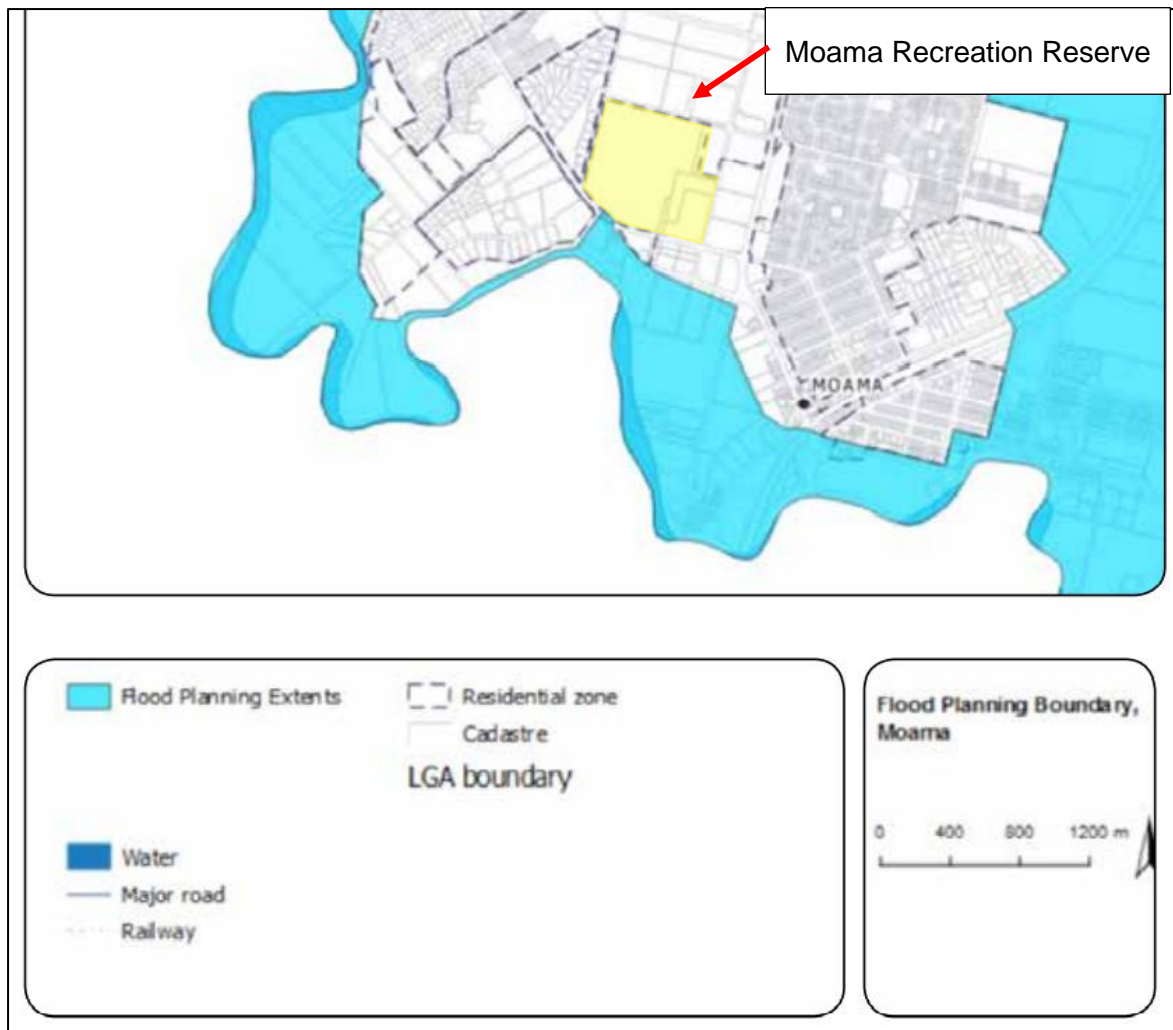 Moama Recreation Reserve
MOAMA
Flood Planning Extents
Residential zone
Cadastre
LGA boundary
Water
Major road
Railway
Flood Planning Boundary,
Moama
0 400 800 1200 m